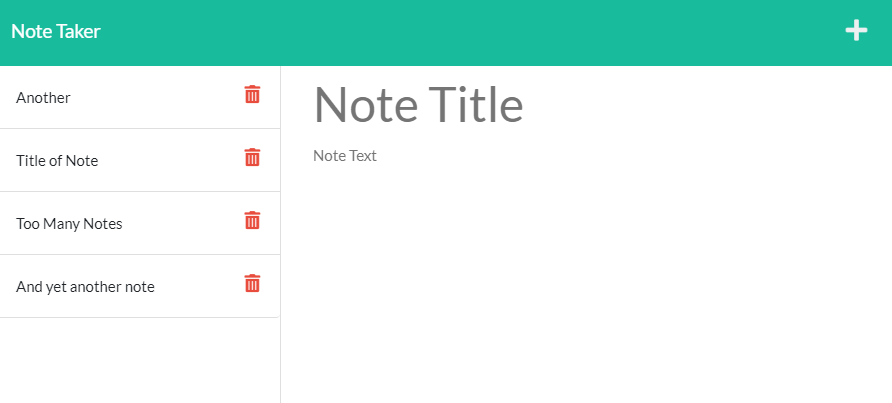 Note Taker
Another
Title of Note
Too Many Notes
And yet another note
Note Title
Note Text